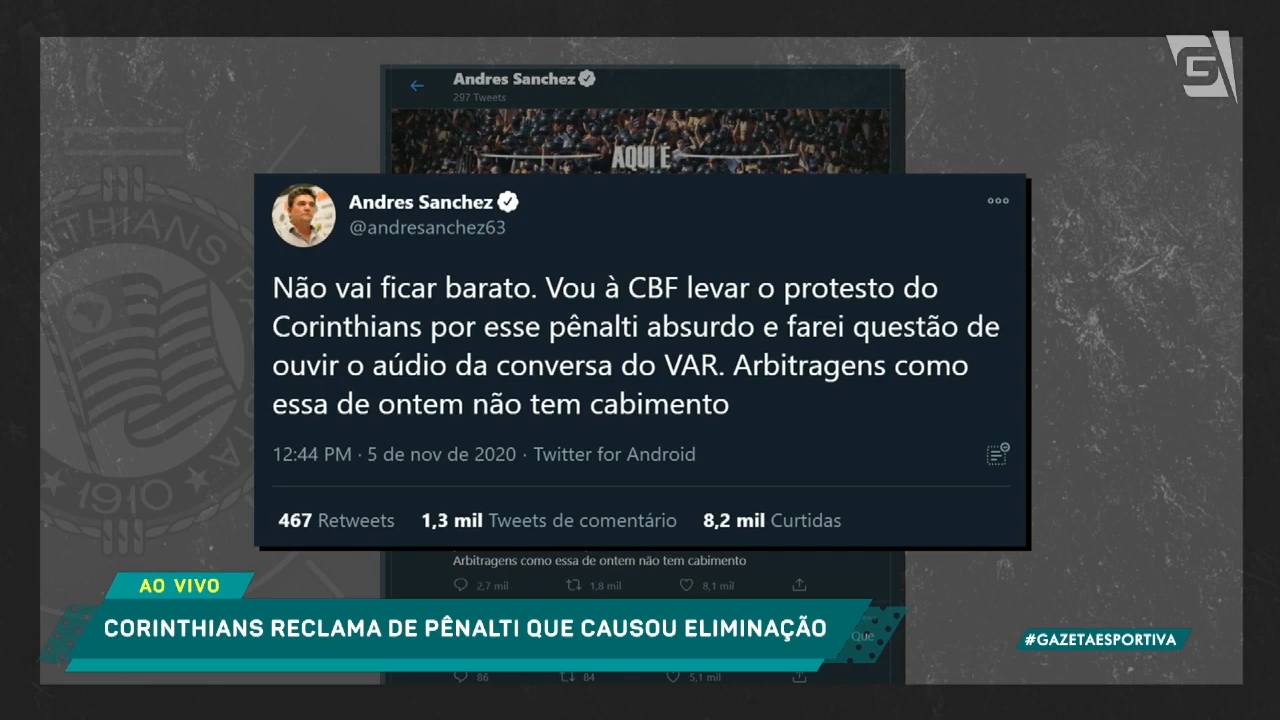 Andres Sanchez
297 Tweets
AQUI É
Andres Sanchez
@andresanchez63
Não vai ficar barato. Vou à CBF levar o protesto do
Corinthians por esse pênalti absurdo e farei questão de
ouvir o aúdio da conversa do VAR. Arbitragens como
essa de ontem não tem cabimento
12:44 PM · 5 de nov de 2020 · Twitter for Android
467 Retweets 1,3 mil Tweets de comentário 8,2 mil Curtidas
Arbitragens como essa de ontem não tem cabimento
2,7 mil 1,8 mil 8,1 mil
AO VIVO
CORINTHIANS RECLAMA DE PÊNALTI QUE CAUSOU ELIMINAÇÃO
Que
#GAZETAESPORTIVA
86 84 5,1 mil
1910